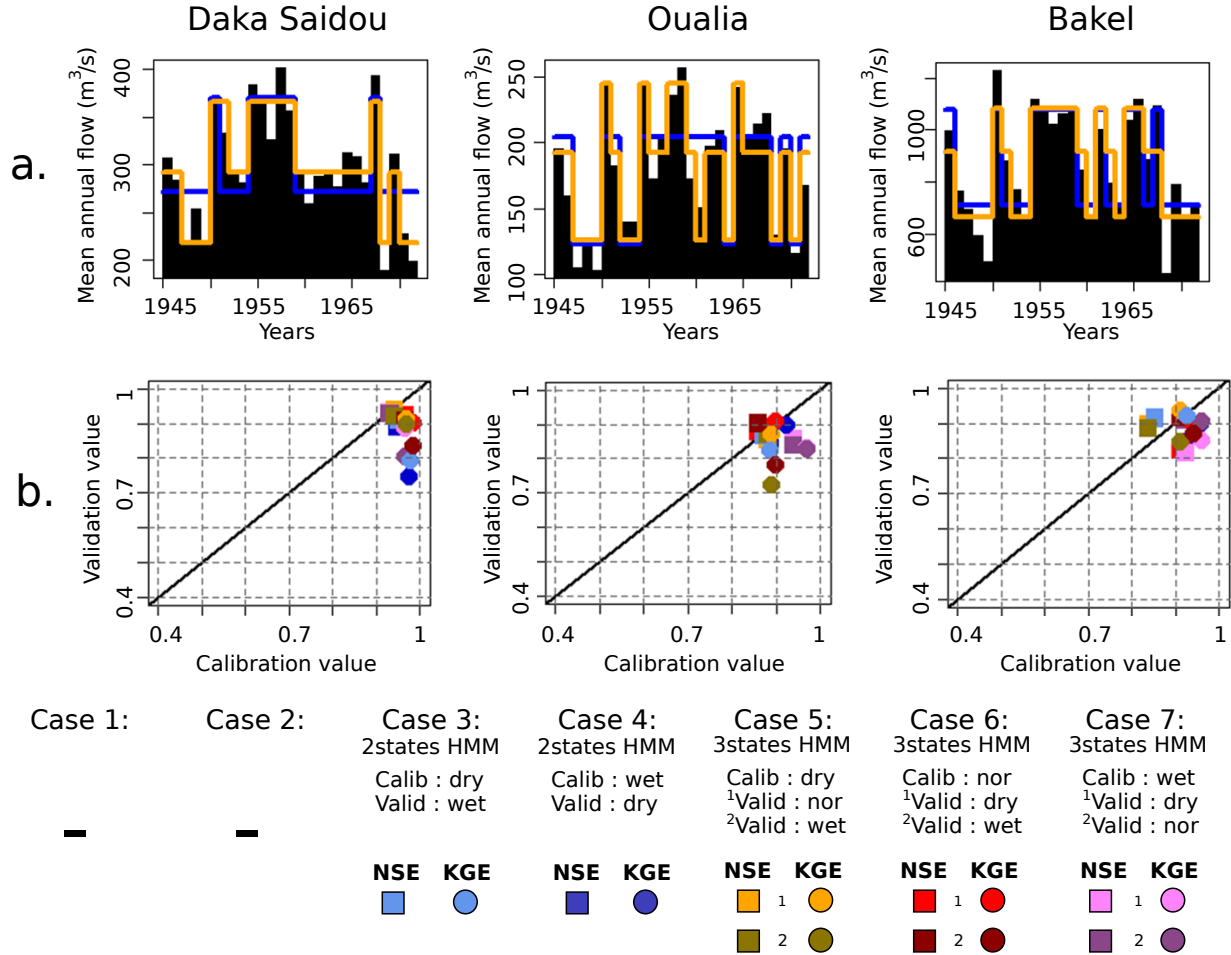 Daka Saidou
Oualia
Bakel
a.
Mean annual flow (m³/s)
200
300
400
1945
1955
1965
Years
Mean annual flow (m³/s)
100
150
200
250
1945
1955
1965
Years
Mean annual flow (m³/s)
600
1000
1945
1955
1965
Years
b.
Validation value
0.4
0.7
1
0.4
0.7
1
Calibration value
Validation value
0.4
0.7
1
0.4
0.7
1
Calibration value
Validation value
0.4
0.7
1
0.4
0.7
1
Calibration value
Case 1:
Case 2:
Case 3:
2states HMM
Calib : dry
Valid : wet
NSE KGE
Case 4:
2states HMM
Calib : wet
Valid : dry
NSE KGE
Case 5:
3states HMM
Calib : dry
¹Valid : nor
²Valid : wet
NSE KGE
1
2
Case 6:
3states HMM
Calib : nor
¹Valid : dry
²Valid : wet
NSE KGE
1
2
Case 7:
3states HMM
Calib : wet
¹Valid : dry
²Valid : nor
NSE KGE
1
2